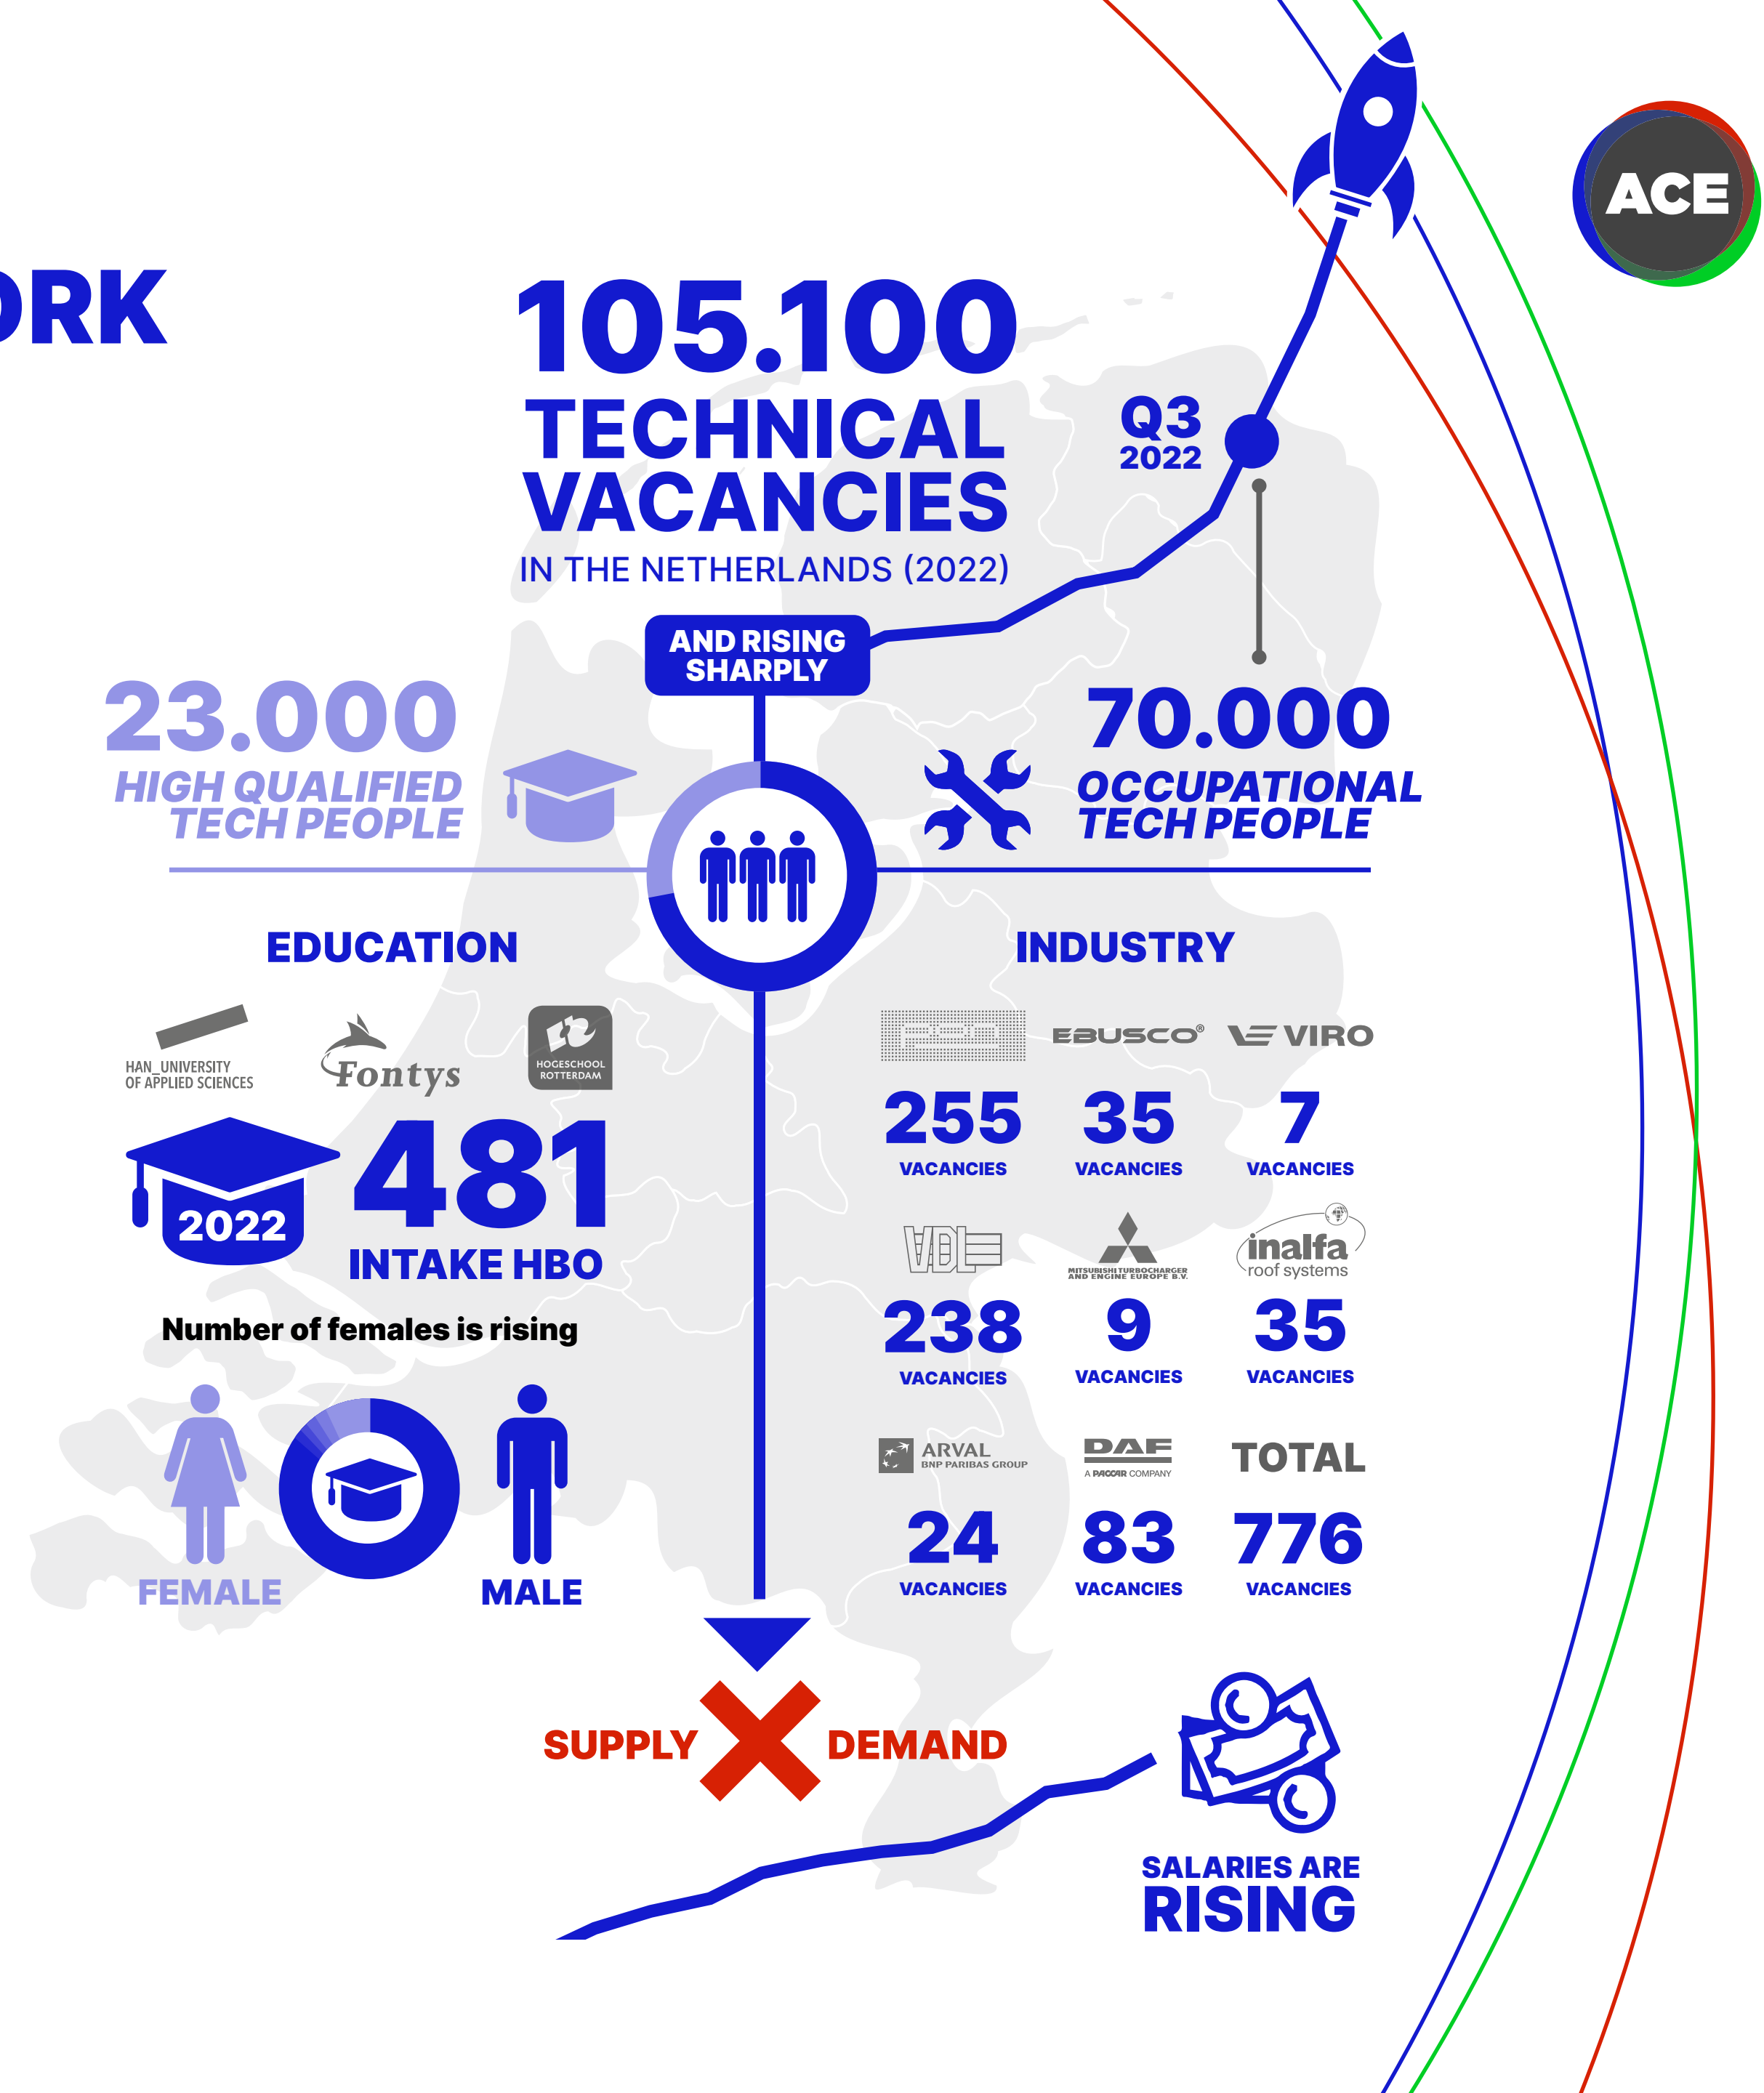 ACE
ORK
105.100
TECHNICAL
VACANCIES
IN THE NETHERLANDS (2022)
Q3
2022
AND RISING
SHARPLY
23.000
HIGH QUALIFIED
TECH PEOPLE
70.000
OCCUPATIONAL
TECH PEOPLE
EDUCATION
HAN_UNIVERSITY
OF APPLIED SCIENCES
Fontys
HOGESCHOOL
ROTTERDAM
2022
481
INTAKE HBO
Number of females is rising
FEMALE
MALE
INDUSTRY
EBUSCO®
VIRO
255
VACANCIES
35
VACANCIES
7
VACANCIES
VDL
MITSUBISHI TURBOCHARGER
AND ENGINE EUROPE B.V.
inalfa
roof systems
238
VACANCIES
9
VACANCIES
35
VACANCIES
ARVAL
BNP PARIBAS GROUP
DAF
A PACCAR COMPANY
TOTAL
24
VACANCIES
83
VACANCIES
776
VACANCIES
SUPPLY
DEMAND
SALARIES ARE
RISING